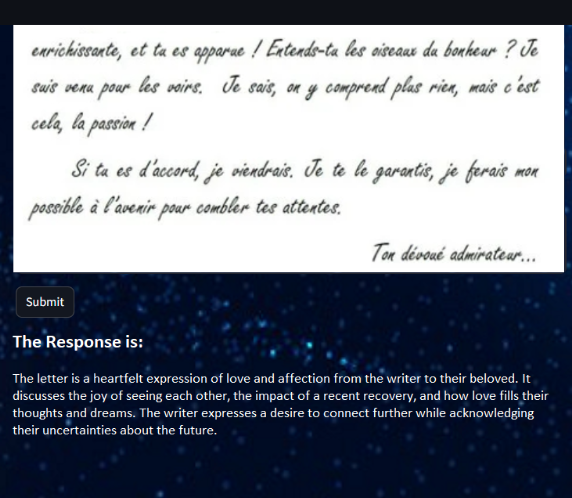 enrichissante, et tu es apparue ! Entends-tu les oiseaux du bonheur ? Je
suis venu pour les voirs. Je sais, on y comprend plus rien, mais c'est
cela, la passion !
Si tu es d'accord, je viendrais. Je te le garantis, je ferais mon
possible à l'avenir pour combler tes attentes.
Ton dévoué admirateur...
Submit
The Response is:
The letter is a heartfelt expression of love and affection from the writer to their beloved. It
discusses the joy of seeing each other, the impact of a recent recovery, and how love fills their
thoughts and dreams. The writer expresses a desire to connect further while acknowledging
their uncertainties about the future.